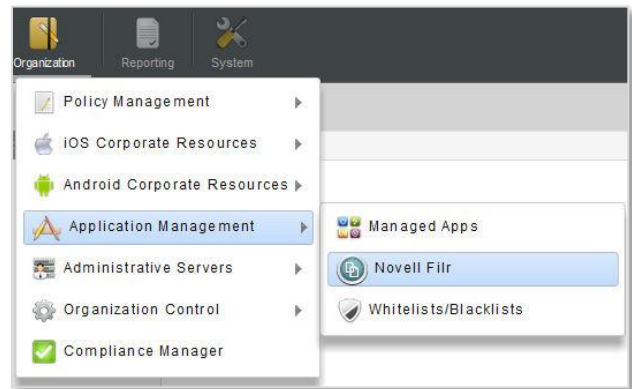 Organization
Reporting
System
Policy Management
iOS Corporate Resources
Android Corporate Resources
Application Management
Administrative Servers
Organization Control
Compliance Manager
Managed Apps
Novell Filr
Whitelists/Blacklists